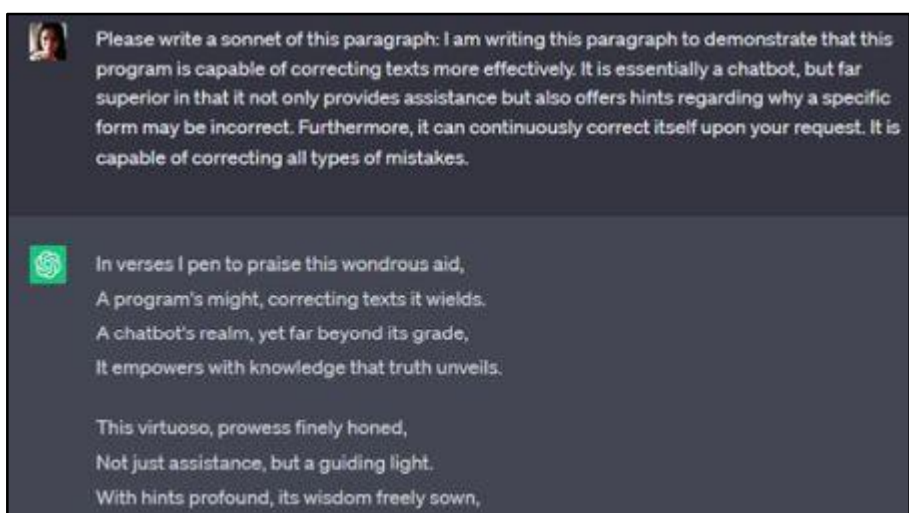 Please write a sonnet of this paragraph: I am writing this paragraph to demonstrate that this
program is capable of correcting texts more effectively. It is essentially a chatbot, but far
superior in that it not only provides assistance but also offers hints regarding why a specific
form may be incorrect. Furthermore, it can continuously correct itself upon your request. It is
capable of correcting all types of mistakes.
In verses I pen to praise this wondrous aid,
A program's might, correcting texts it wields.
A chatbot's realm, yet far beyond its grade,
It empowers with knowledge that truth unveils.
This virtuoso, prowess finely honed,
Not just assistance, but a guiding light.
With hints profound, its wisdom freely sown,